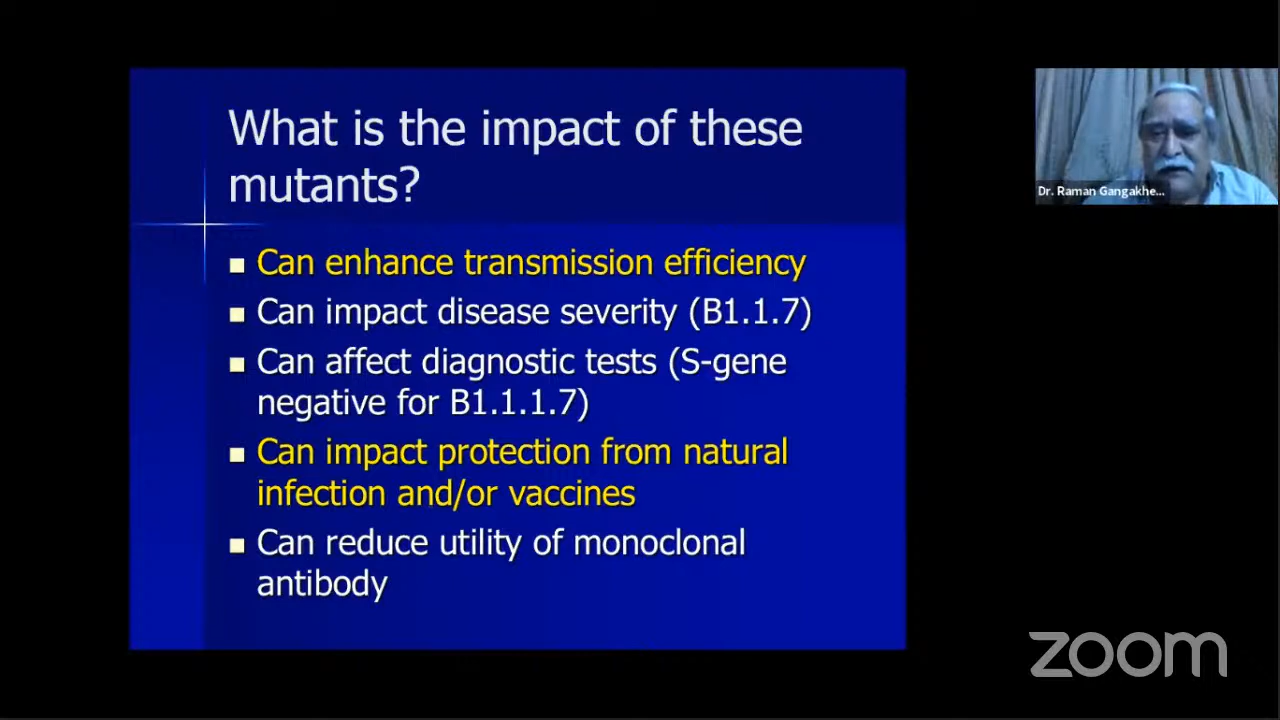 What is the impact of these
mutants?
Can enhance transmission efficiency
Can impact disease severity (B1.1.7)
Can affect diagnostic tests (S-gene
negative for B1.1.1.7)
Can impact protection from natural
infection and/or vaccines
Can reduce utility of monoclonal
antibody
Dr. Raman Gangakhe...
zoom